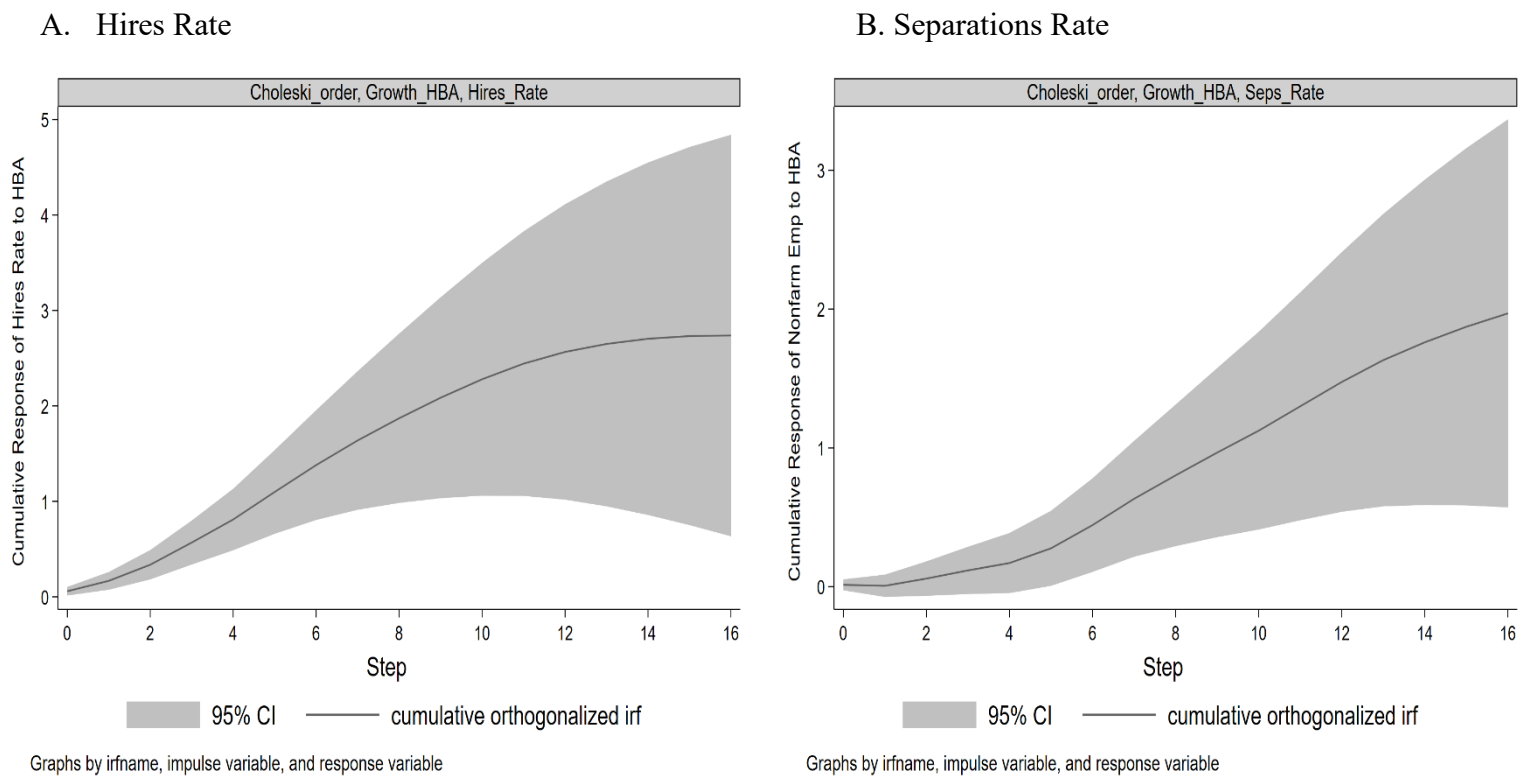 A. Hires Rate
Choleski_order, Growth_HBA, Hires_Rate
Cumulative Response of Hires Rate to HBA
5
4
3
2
1
0
0 2 4 6 8 10 12 14 16
Step
95% CI cumulative orthogonalized irf
Graphs by irfname, impulse variable, and response variable
B. Separations Rate
Choleski_order, Growth_HBA, Seps_Rate
Cumulative Response of Nonfarm Emp to HBA
3
2
1
0
0 2 4 6 8 10 12 14 16
Step
95% CI cumulative orthogonalized irf
Graphs by irfname, impulse variable, and response variable